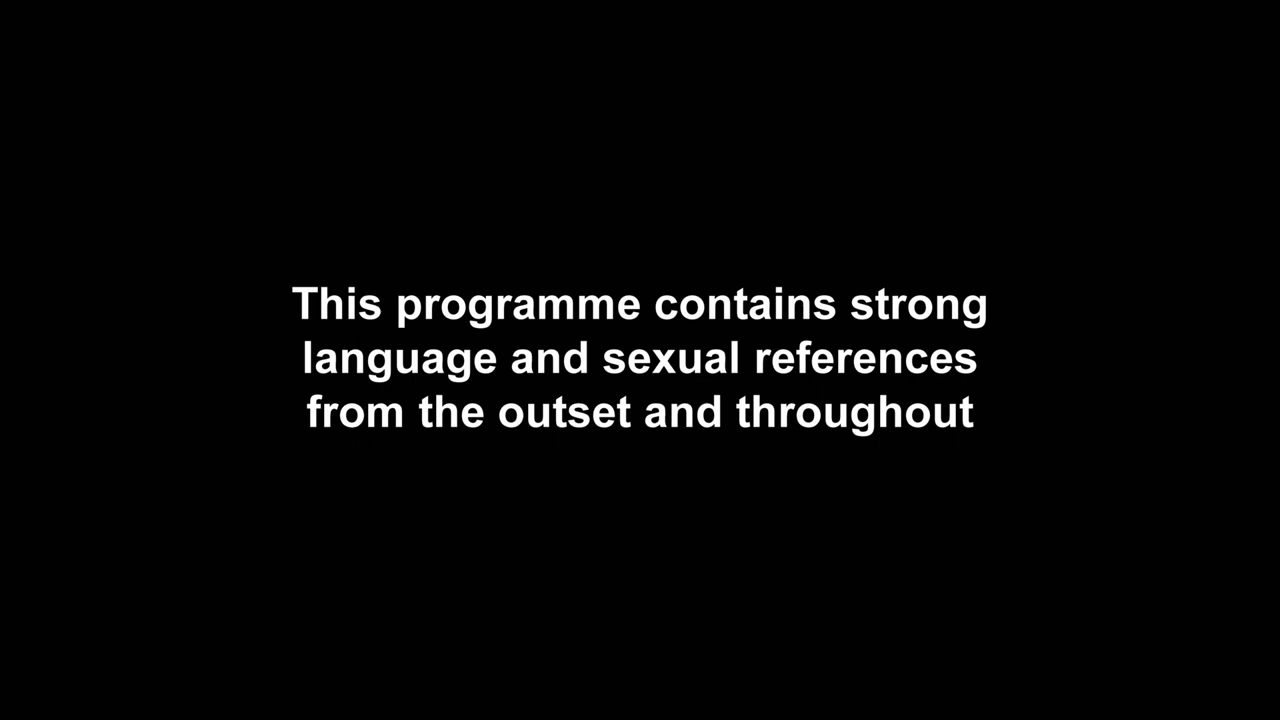 This programme contains strong
language and sexual references
from the outset and throughout